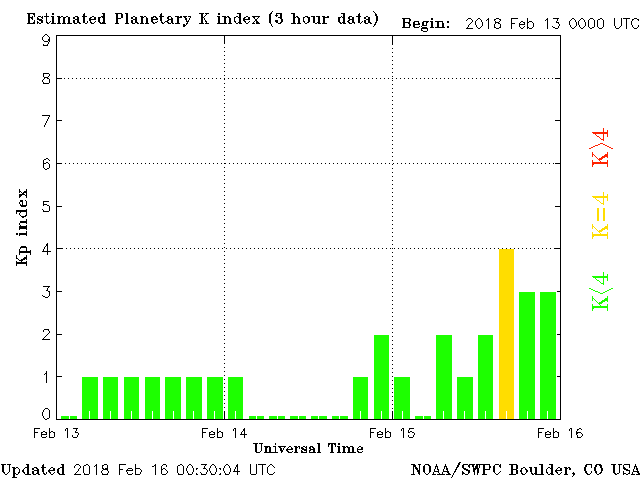 Estimated Planetary K index (3 hour data) Begin: 2018 Feb 13 0000 UTC
9
8
7
6
5
4
3
2
1
0
Kp index
K>4
K=4
K<4
Feb 13 Feb 14 Feb 15 Feb 16
Universal Time
Updated 2018 Feb 16 00:30:04 UTC NOAA/SWPC Boulder, CO USA